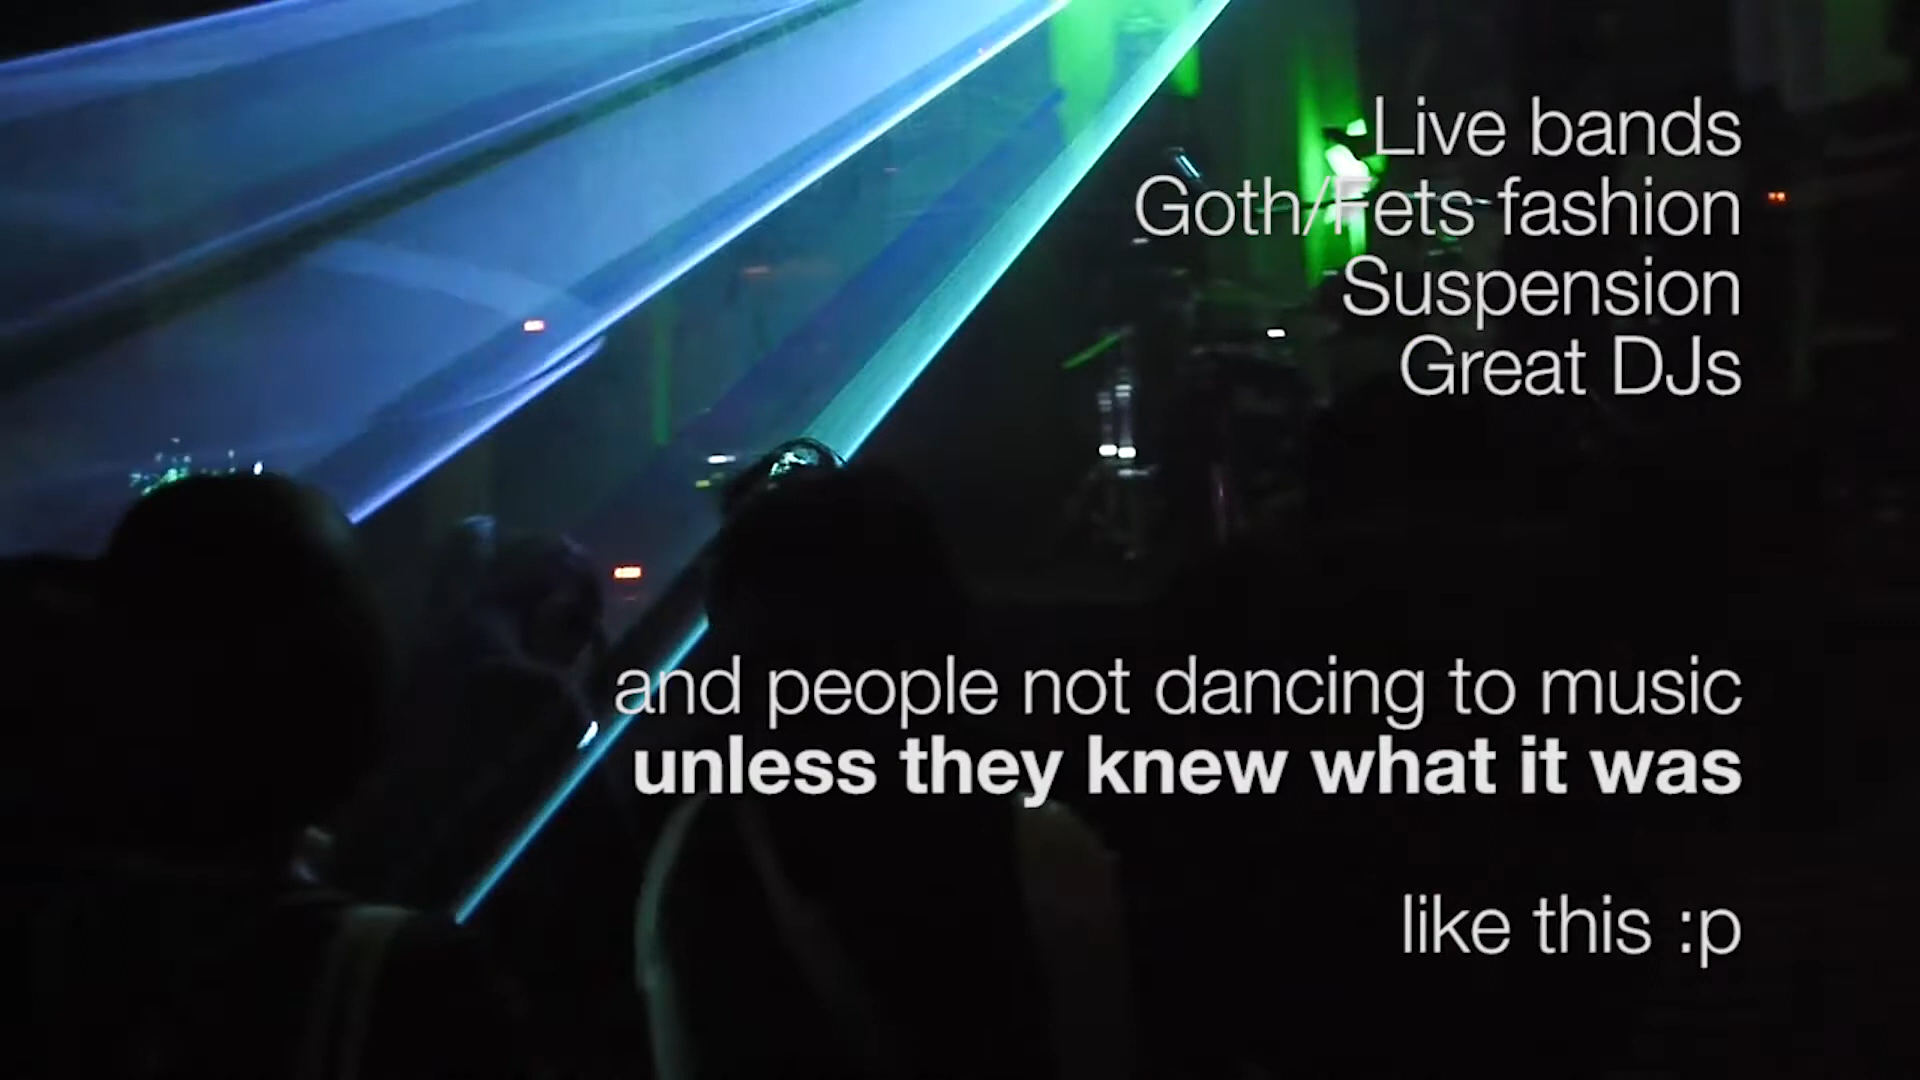 Live bands
Goth/Fets fashion
Suspension
Great DJs
and people not dancing to music
unless they knew what it was
like this :p